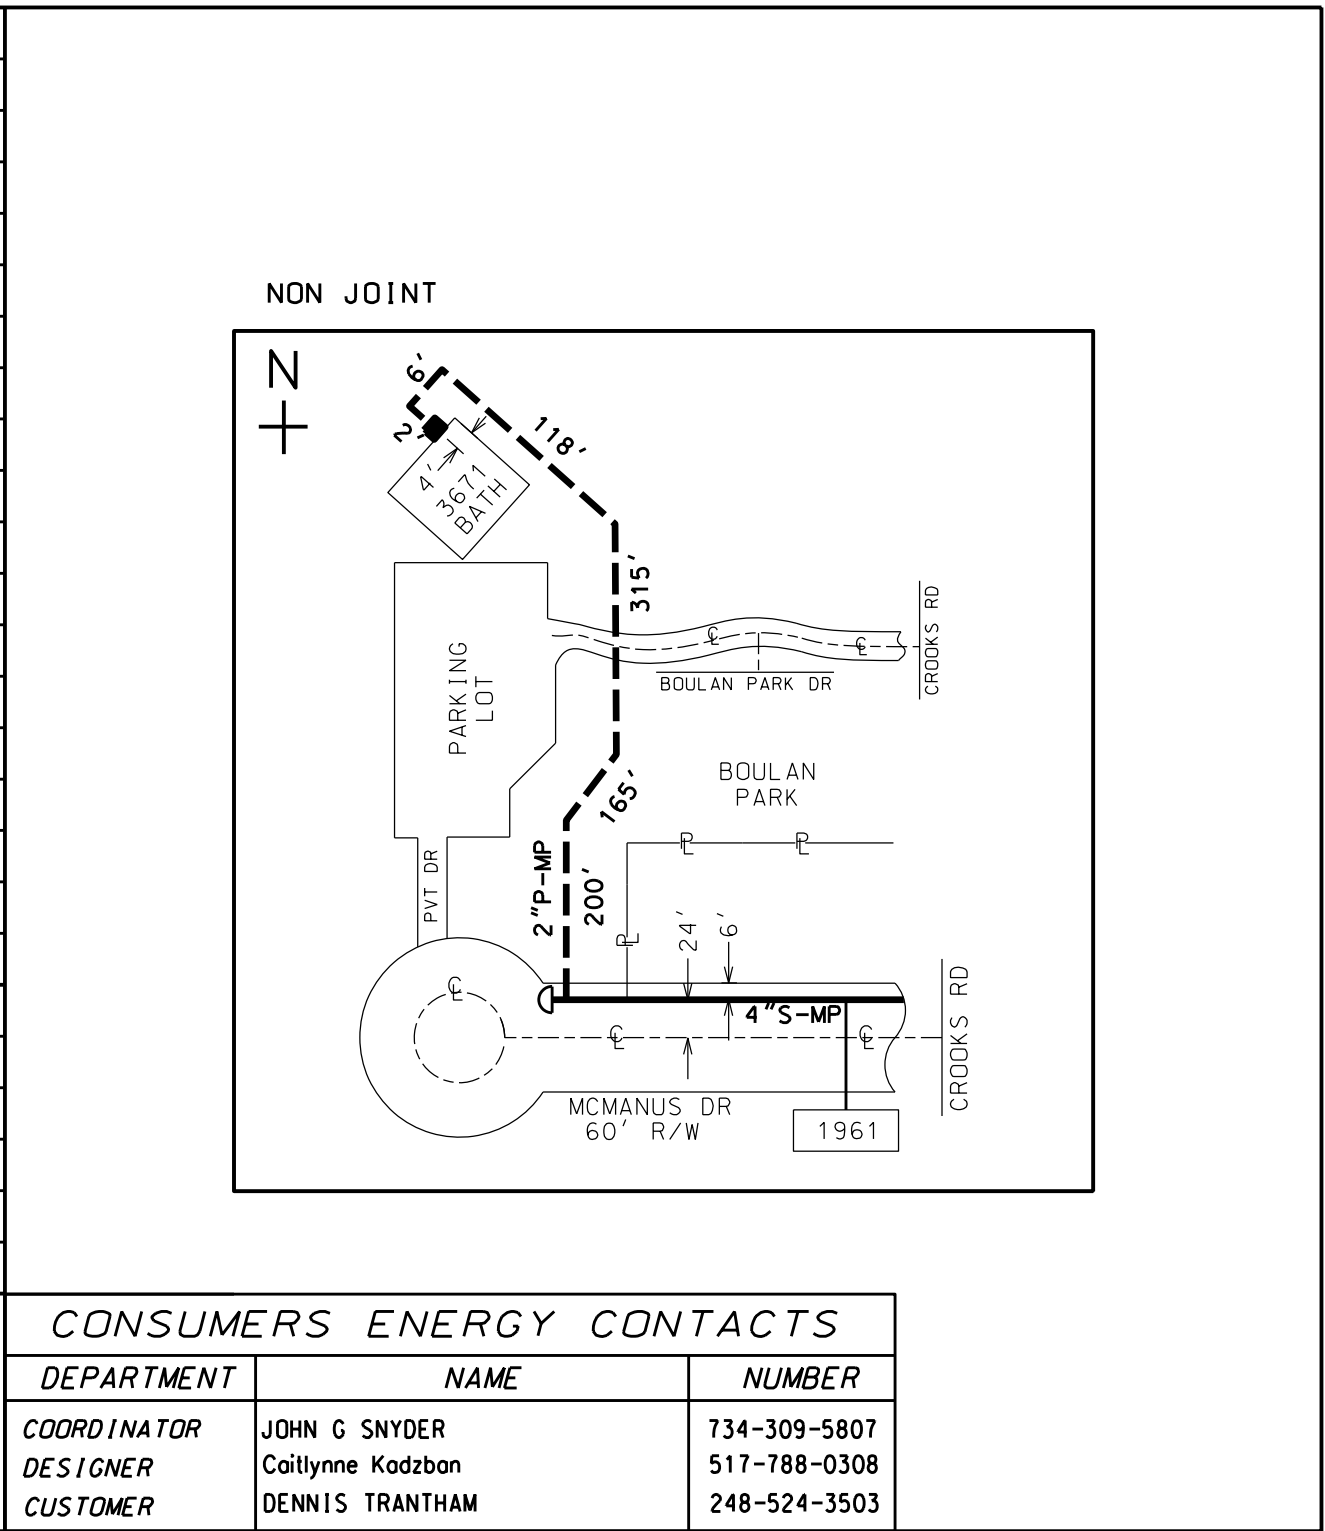 NON JOINT
N
6'
2'
118'
4'
3671
BATH
315'
CROOKS RD
℄
℄
BOULAN PARK DR
PARKING
LOT
BOULAN
PARK
165'
PL
PL
2"P-MP
200'
PVT DR
PL
24'
6'
℄
4"S-MP
℄
℄
CROOKS RD
MCMANUS DR
60' R/W
1961
CONSUMERS ENERGY CONTACTS
DEPARTMENT NAME NUMBER
COORDINATOR JOHN G SNYDER 734-309-5807
DESIGNER Caitlynne Kadzban 517-788-0308
CUSTOMER DENNIS TRANTHAM 248-524-3503